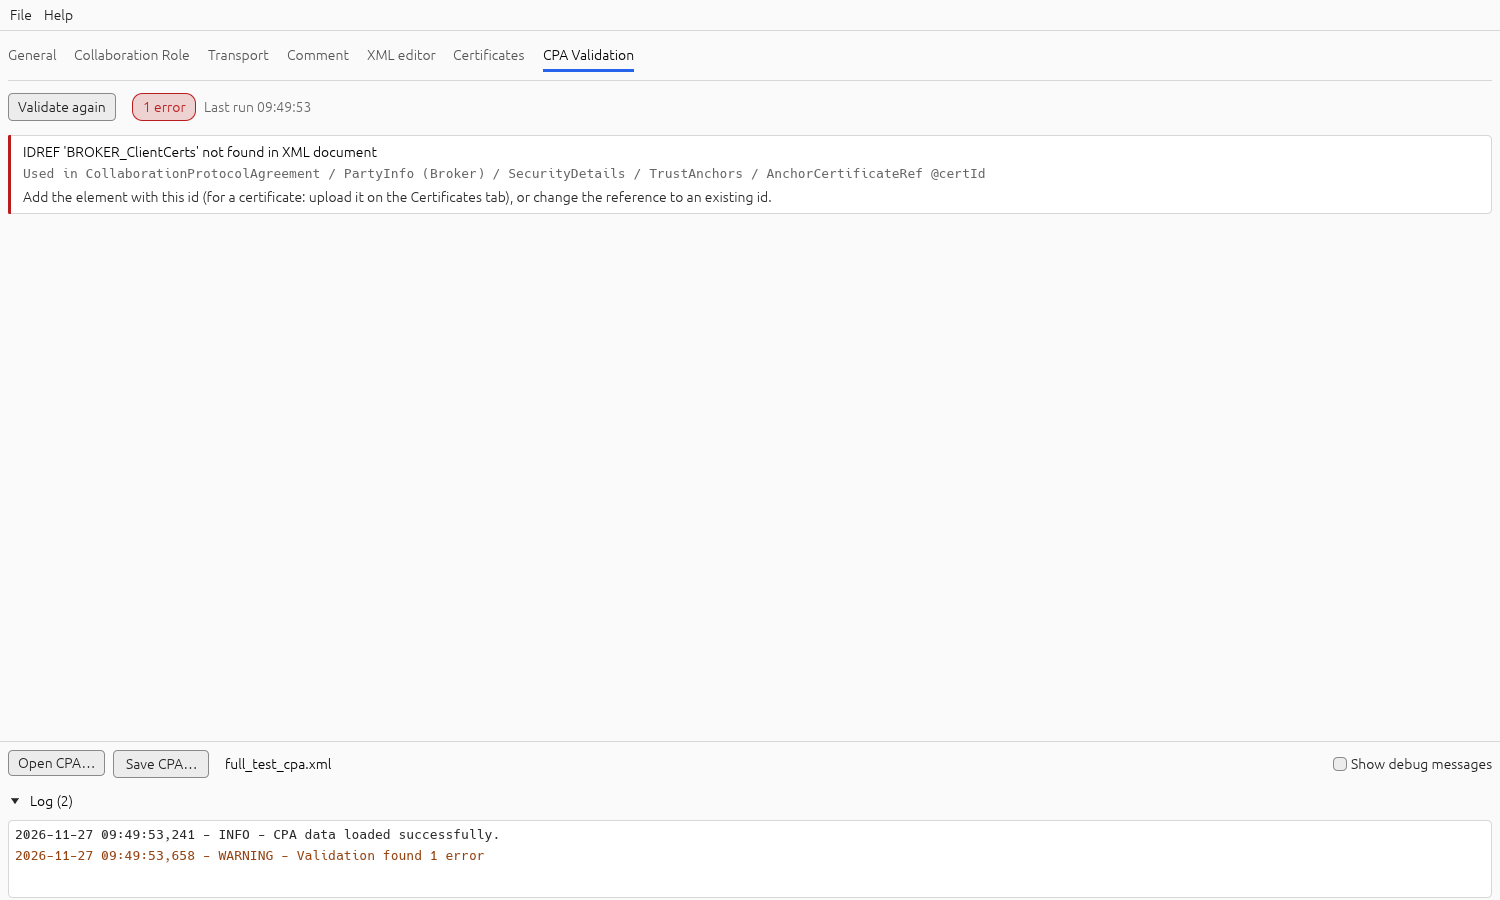 File Help
General Collaboration Role Transport Comment XML editor Certificates CPA Validation
Validate again 1 error Last run 09:49:53
IDREF 'BROKER_ClientCerts' not found in XML document
Used in CollaborationProtocolAgreement / PartyInfo (Broker) / SecurityDetails / TrustAnchors / AnchorCertificateRef @certId
Add the element with this id (for a certificate: upload it on the Certificates tab), or change the reference to an existing id.
Open CPA... Save CPA... full_test_cpa.xml Show debug messages
Log (2)
2026-11-27 09:49:53,241 - INFO - CPA data loaded successfully.
2026-11-27 09:49:53,658 - WARNING - Validation found 1 error